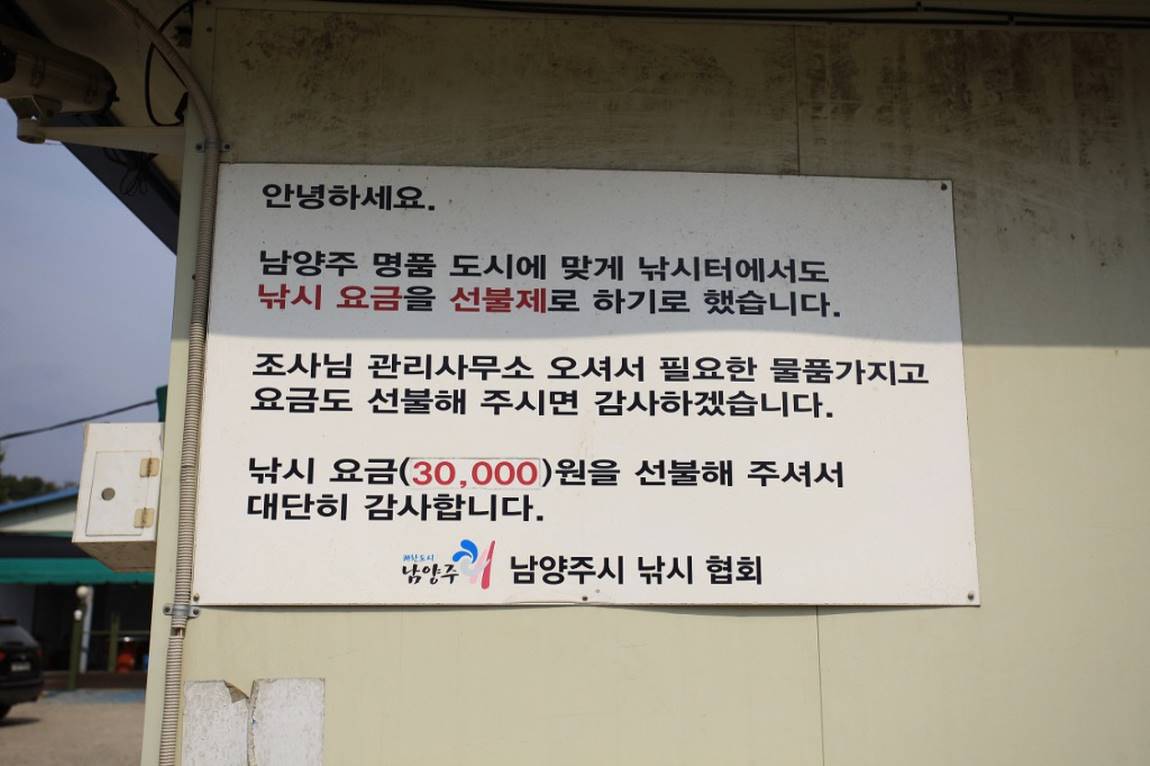 안녕하세요.
남양주 명품 도시에 맞게 낚시터에서도
낚시 요금을 선불제로 하기로 했습니다.
조사님 관리사무소 오셔서 필요한 물품가지고
요금도 선불해 주시면 감사하겠습니다.
낚시 요금(30,000)원을 선불해 주셔서
대단히 감사합니다.
남양주 남양주시 낚시 협회